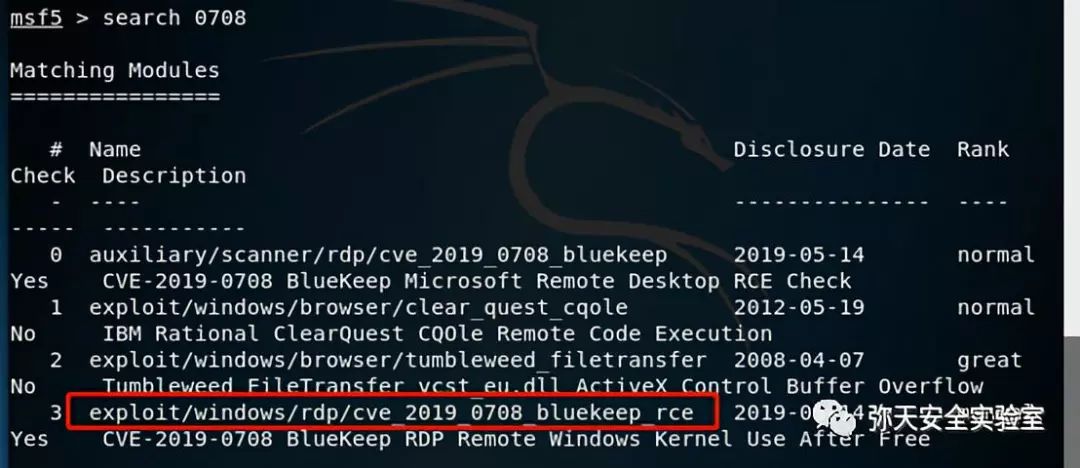 msf5 > search 0708
Matching Modules
================
# Name Disclosure Date Rank
Check Description
- ---- --------------- ----
----- -----------
0 auxiliary/scanner/rdp/cve_2019_0708_bluekeep 2019-05-14 normal
Yes CVE-2019-0708 BlueKeep Microsoft Remote Desktop RCE Check
1 exploit/windows/browser/clear_quest_cqole 2012-05-19 normal
No IBM Rational ClearQuest CQOle Remote Code Execution
2 exploit/windows/browser/tumbleweed_filetransfer 2008-04-07 great
No Tumbleweed FileTransfer vcst_eu.dll ActiveX Control Buffer Overflow
3 exploit/windows/rdp/cve_2019_0708_bluekeep_rce
弥天安全实验室
Yes CVE-2019-0708 BlueKeep RDP Remote Windows Kernel Use After Free